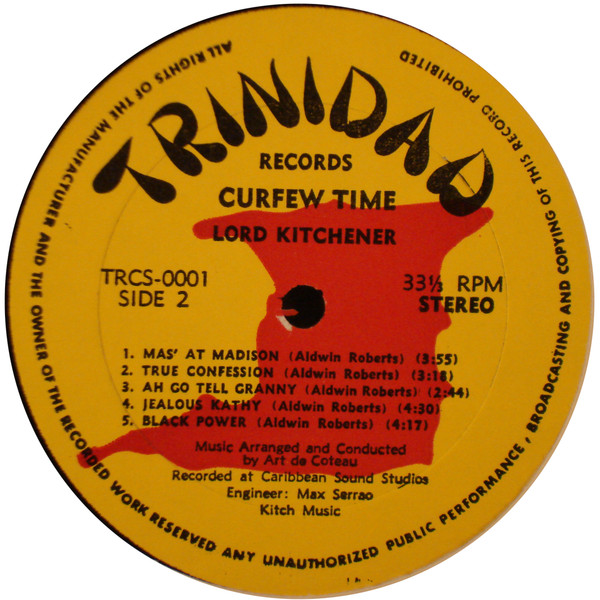 TRINIDAD
RECORDS
CURFEW TIME
LORD KITCHENER
TRCS-0001
SIDE 2
33⅓ RPM
STEREO
1. MAS' AT MADISON (Aldwin Roberts) (3:55)
2. TRUE CONFESSION (Aldwin Roberts) (3:18)
3. AH GO TELL GRANNY (Aldwin Roberts) (2:44)
4. JEALOUS KATHY (Aldwin Roberts) (4:30)
5. BLACK POWER (Aldwin Roberts) (4:17)
Music Arranged and Conducted
by Art de Coteau
Recorded at Caribbean Sound Studios
Engineer: Max Serrao
Kitch Music
ALL RIGHTS OF THE MANUFACTURER AND THE OWNER OF THE RECORDED WORK RESERVED ANY UNAUTHORIZED PUBLIC PERFORMANCE, BROADCASTING AND COPYING OF THIS RECORD PROHIBITED